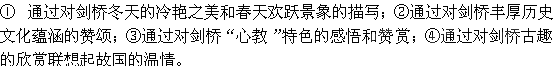 ① 通过对剑桥冬天的冷艳之美和春天欢跃景象的描写；②通过对剑桥丰厚历史
文化蕴涵的赞颂；③通过对剑桥“心教”特色的感悟和赞赏；④通过对剑桥古趣
的欣赏联想起故国的温情。